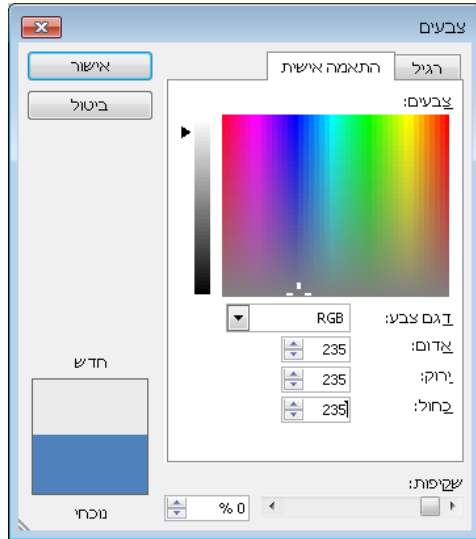 צבעים
רגיל
התאמה אישית
אישור
ביטול
צבעים:
דגם צבע: RGB
אדום: 235
ירוק: 235
כחול: 235
חדש
נוכחי
שקיפות:
0 %